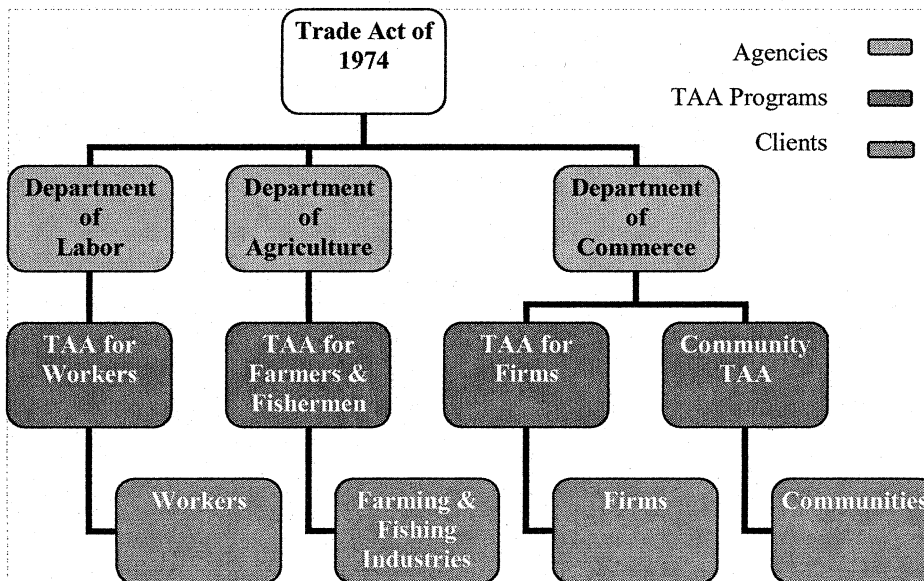 Trade Act of
1974
Agencies
TAA Programs
Clients
Department
of
Labor
Department
of
Agriculture
Department
of
Commerce
TAA for
Workers
TAA for
Farmers &
Fishermen
TAA for
Firms
Community
TAA
Workers
Farming &
Fishing
Industries
Firms
Communities